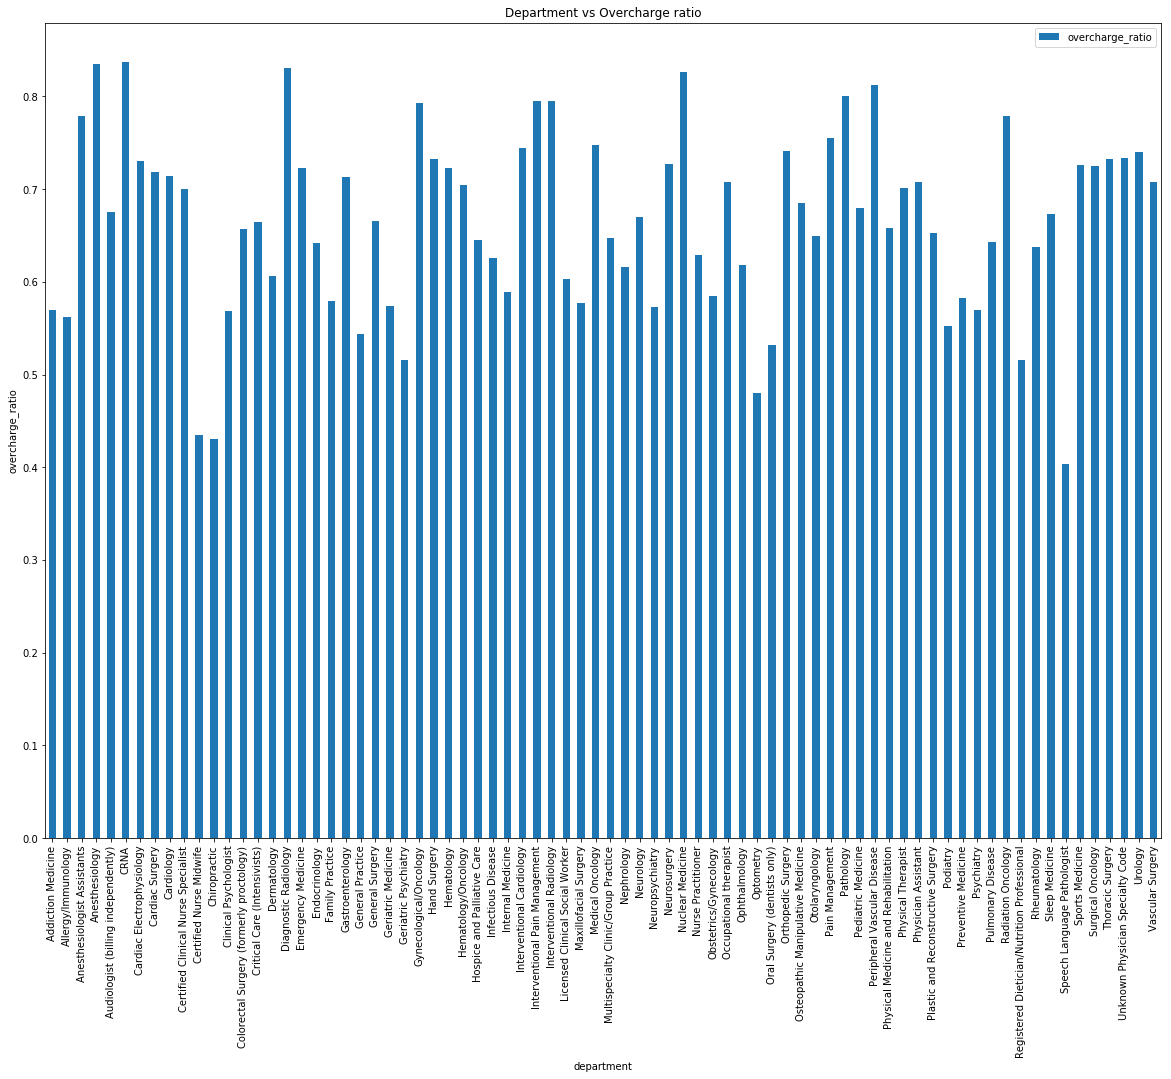 Department vs Overcharge ratio
overcharge_ratio
0.8
0.7
0.6
0.5
0.4
0.3
0.2
0.1
0.0
overcharge_ratio
Addiction Medicine
Allergy/Immunology
Anesthesiologist Assistants
Anesthesiology
Audiologist (billing independently)
CRNA
Cardiac Electrophysiology
Cardiac Surgery
Cardiology
Certified Clinical Nurse Specialist
Certified Nurse Midwife
Chiropractic
Clinical Psychologist
Colorectal Surgery (formerly proctology)
Critical Care (Intensivists)
Dermatology
Diagnostic Radiology
Emergency Medicine
Endocrinology
Family Practice
Gastroenterology
General Practice
General Surgery
Geriatric Medicine
Geriatric Psychiatry
Gynecological/Oncology
Hand Surgery
Hematology
Hematology/Oncology
Hospice and Palliative Care
Infectious Disease
Internal Medicine
Interventional Cardiology
Interventional Pain Management
Interventional Radiology
Licensed Clinical Social Worker
Maxillofacial Surgery
Medical Oncology
Multispecialty Clinic/Group Practice
Nephrology
Neurology
Neuropsychiatry
Neurosurgery
Nuclear Medicine
Nurse Practitioner
Obstetrics/Gynecology
Occupational therapist
Ophthalmology
Optometry
Oral Surgery (dentists only)
Orthopedic Surgery
Osteopathic Manipulative Medicine
Otolaryngology
Pain Management
Pathology
Pediatric Medicine
Peripheral Vascular Disease
Physical Medicine and Rehabilitation
Physical Therapist
Physician Assistant
Plastic and Reconstructive Surgery
Podiatry
Preventive Medicine
Psychiatry
Pulmonary Disease
Radiation Oncology
Registered Dietician/Nutrition Professional
Rheumatology
Sleep Medicine
Speech Language Pathologist
Sports Medicine
Surgical Oncology
Thoracic Surgery
Unknown Physician Specialty Code
Urology
Vascular Surgery
department